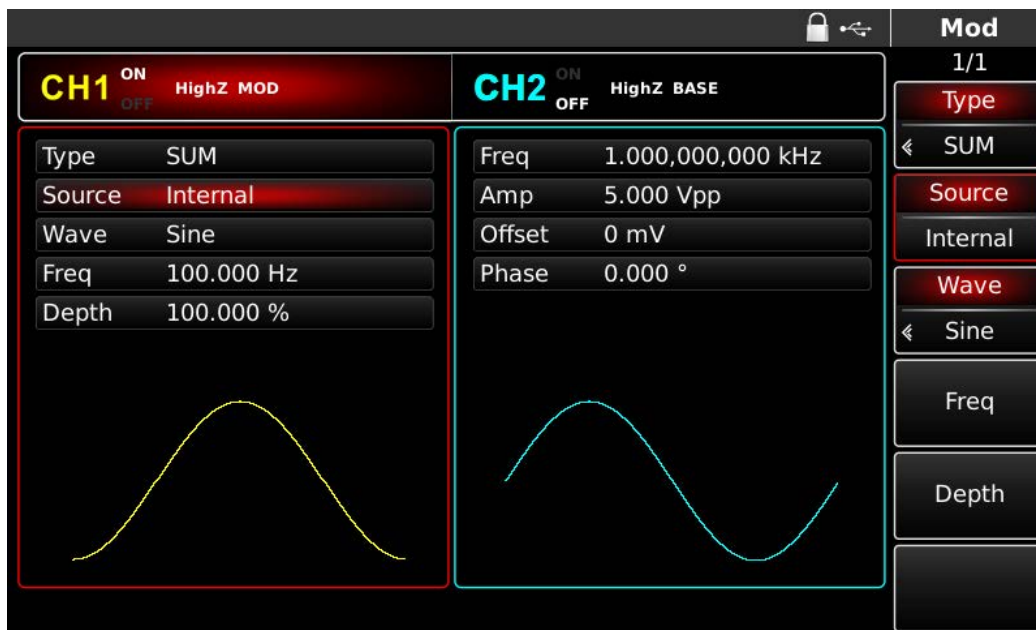 Mod
1/1
CH1 ON OFF HighZ MOD
CH2 ON OFF HighZ BASE
Type SUM
Source Internal
Wave Sine
Freq 100.000 Hz
Depth 100.000 %
Freq 1.000,000,000 kHz
Amp 5.000 Vpp
Offset 0 mV
Phase 0.000 °
Type
SUM
Source
Internal
Wave
Sine
Freq
Depth